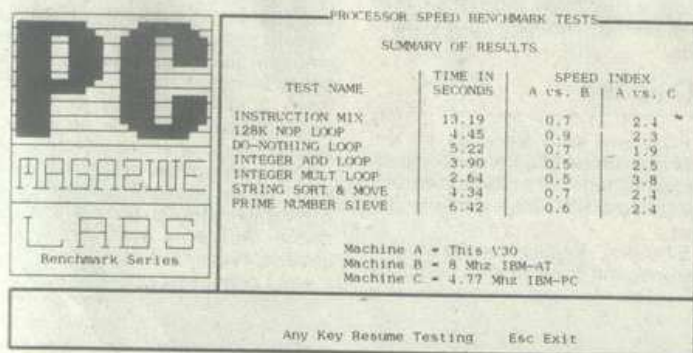 PROCESSOR SPEED BENCHMARK TESTS
SUMMARY OF RESULTS
TEST NAME TIME IN SECONDS SPEED INDEX
A vs. B A vs. C
INSTRUCTION MIX 13.19 0.7 2.4
128K NOP LOOP 4.45 0.9 2.3
DO-NOTHING LOOP 5.22 0.7 1.9
INTEGER ADD LOOP 3.90 0.5 2.5
INTEGER MULT LOOP 2.64 0.5 3.8
STRING SORT & MOVE 4.34 0.7 2.4
PRIME NUMBER SIEVE 6.42 0.6 2.4
Machine A = This V30
Machine B = 8 Mhz IBM-AT
Machine C = 4.77 Mhz IBM-PC
PC
MAGAZINE
LABS
Benchmark Series
Any Key Resume Testing Esc Exit